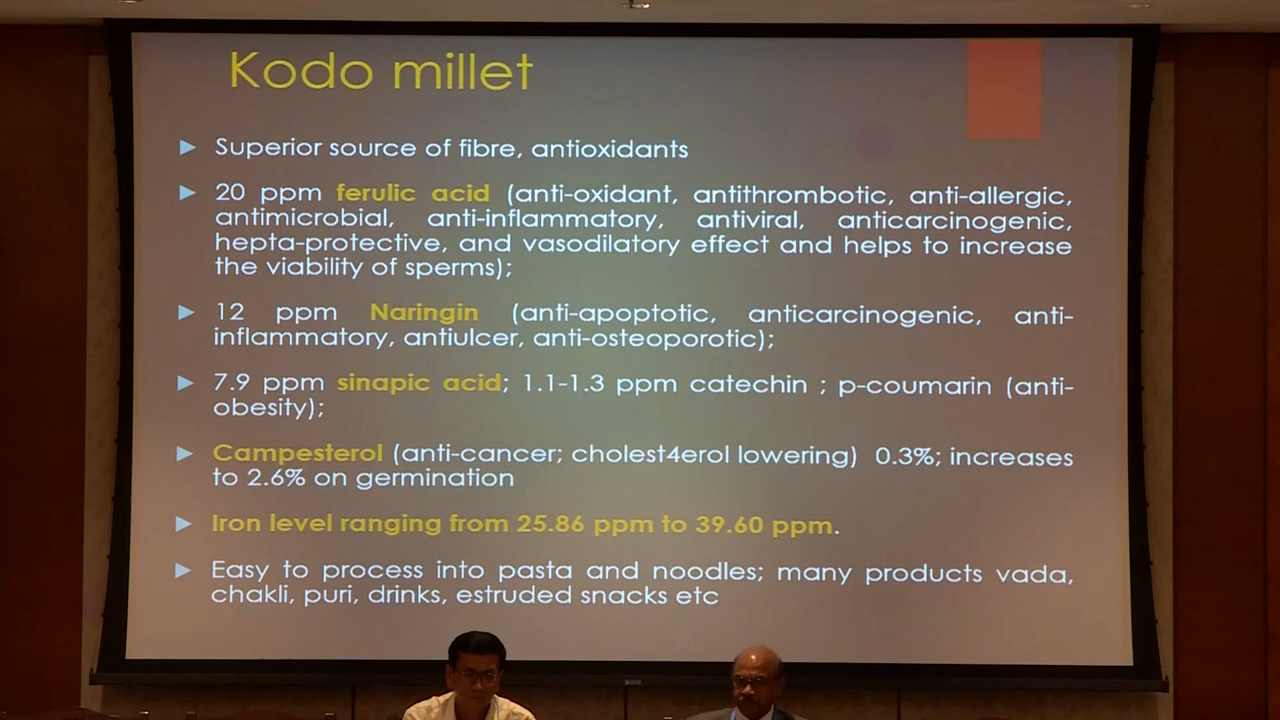 Kodo millet
► Superior source of fibre, antioxidants
► 20 ppm ferulic acid (anti-oxidant, antithrombotic, anti-allergic,
antimicrobial, anti-inflammatory, antiviral, anticarcinogenic,
hepta-protective, and vasodilatory effect and helps to increase
the viability of sperms);
► 12 ppm Naringin (anti-apoptotic, anticarcinogenic, anti-
inflammatory, antiulcer, anti-osteoporotic);
► 7.9 ppm sinapic acid; 1.1-1.3 ppm catechin ; p-coumarin (anti-
obesity);
► Campesterol (anti-cancer; cholest4erol lowering) 0.3%; increases
to 2.6% on germination
► Iron level ranging from 25.86 ppm to 39.60 ppm.
► Easy to process into pasta and noodles; many products vada,
chakli, puri, drinks, estruded snacks etc